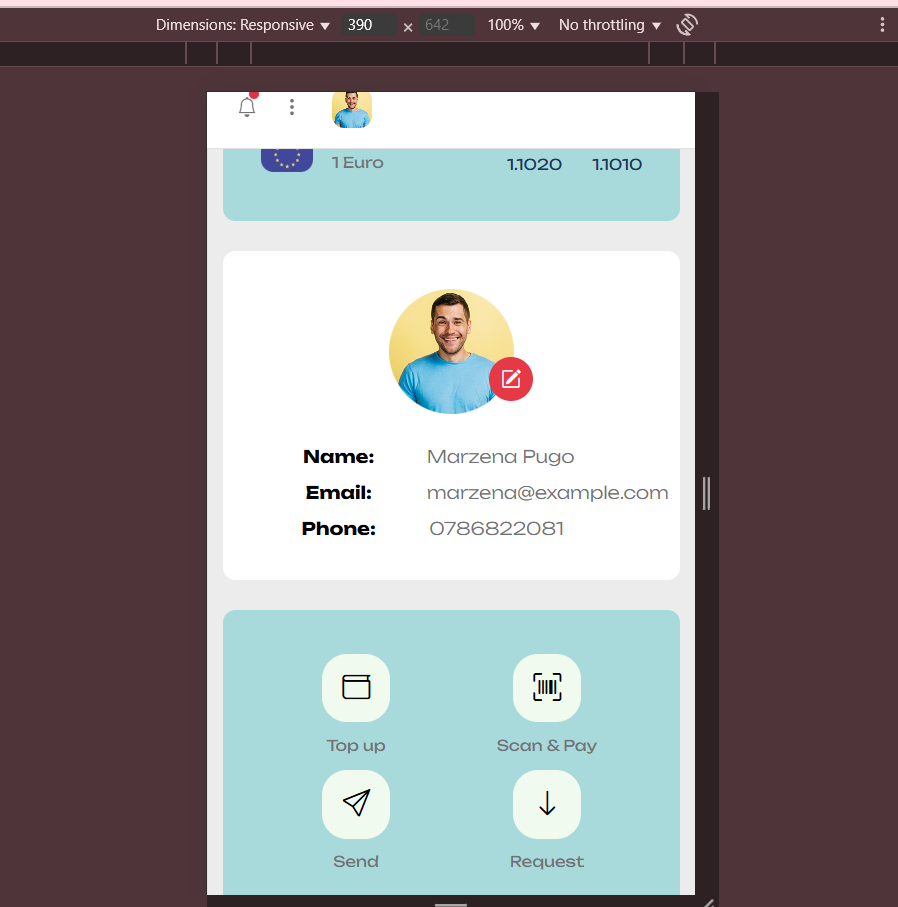 Dimensions: Responsive ▼ 390 × 642 100% ▼ No throttling ▼
1 Euro 1.1020 1.1010
Name: Marzena Pugo
Email: marzena@example.com
Phone: 0786822081
Top up Scan & Pay
Send Request